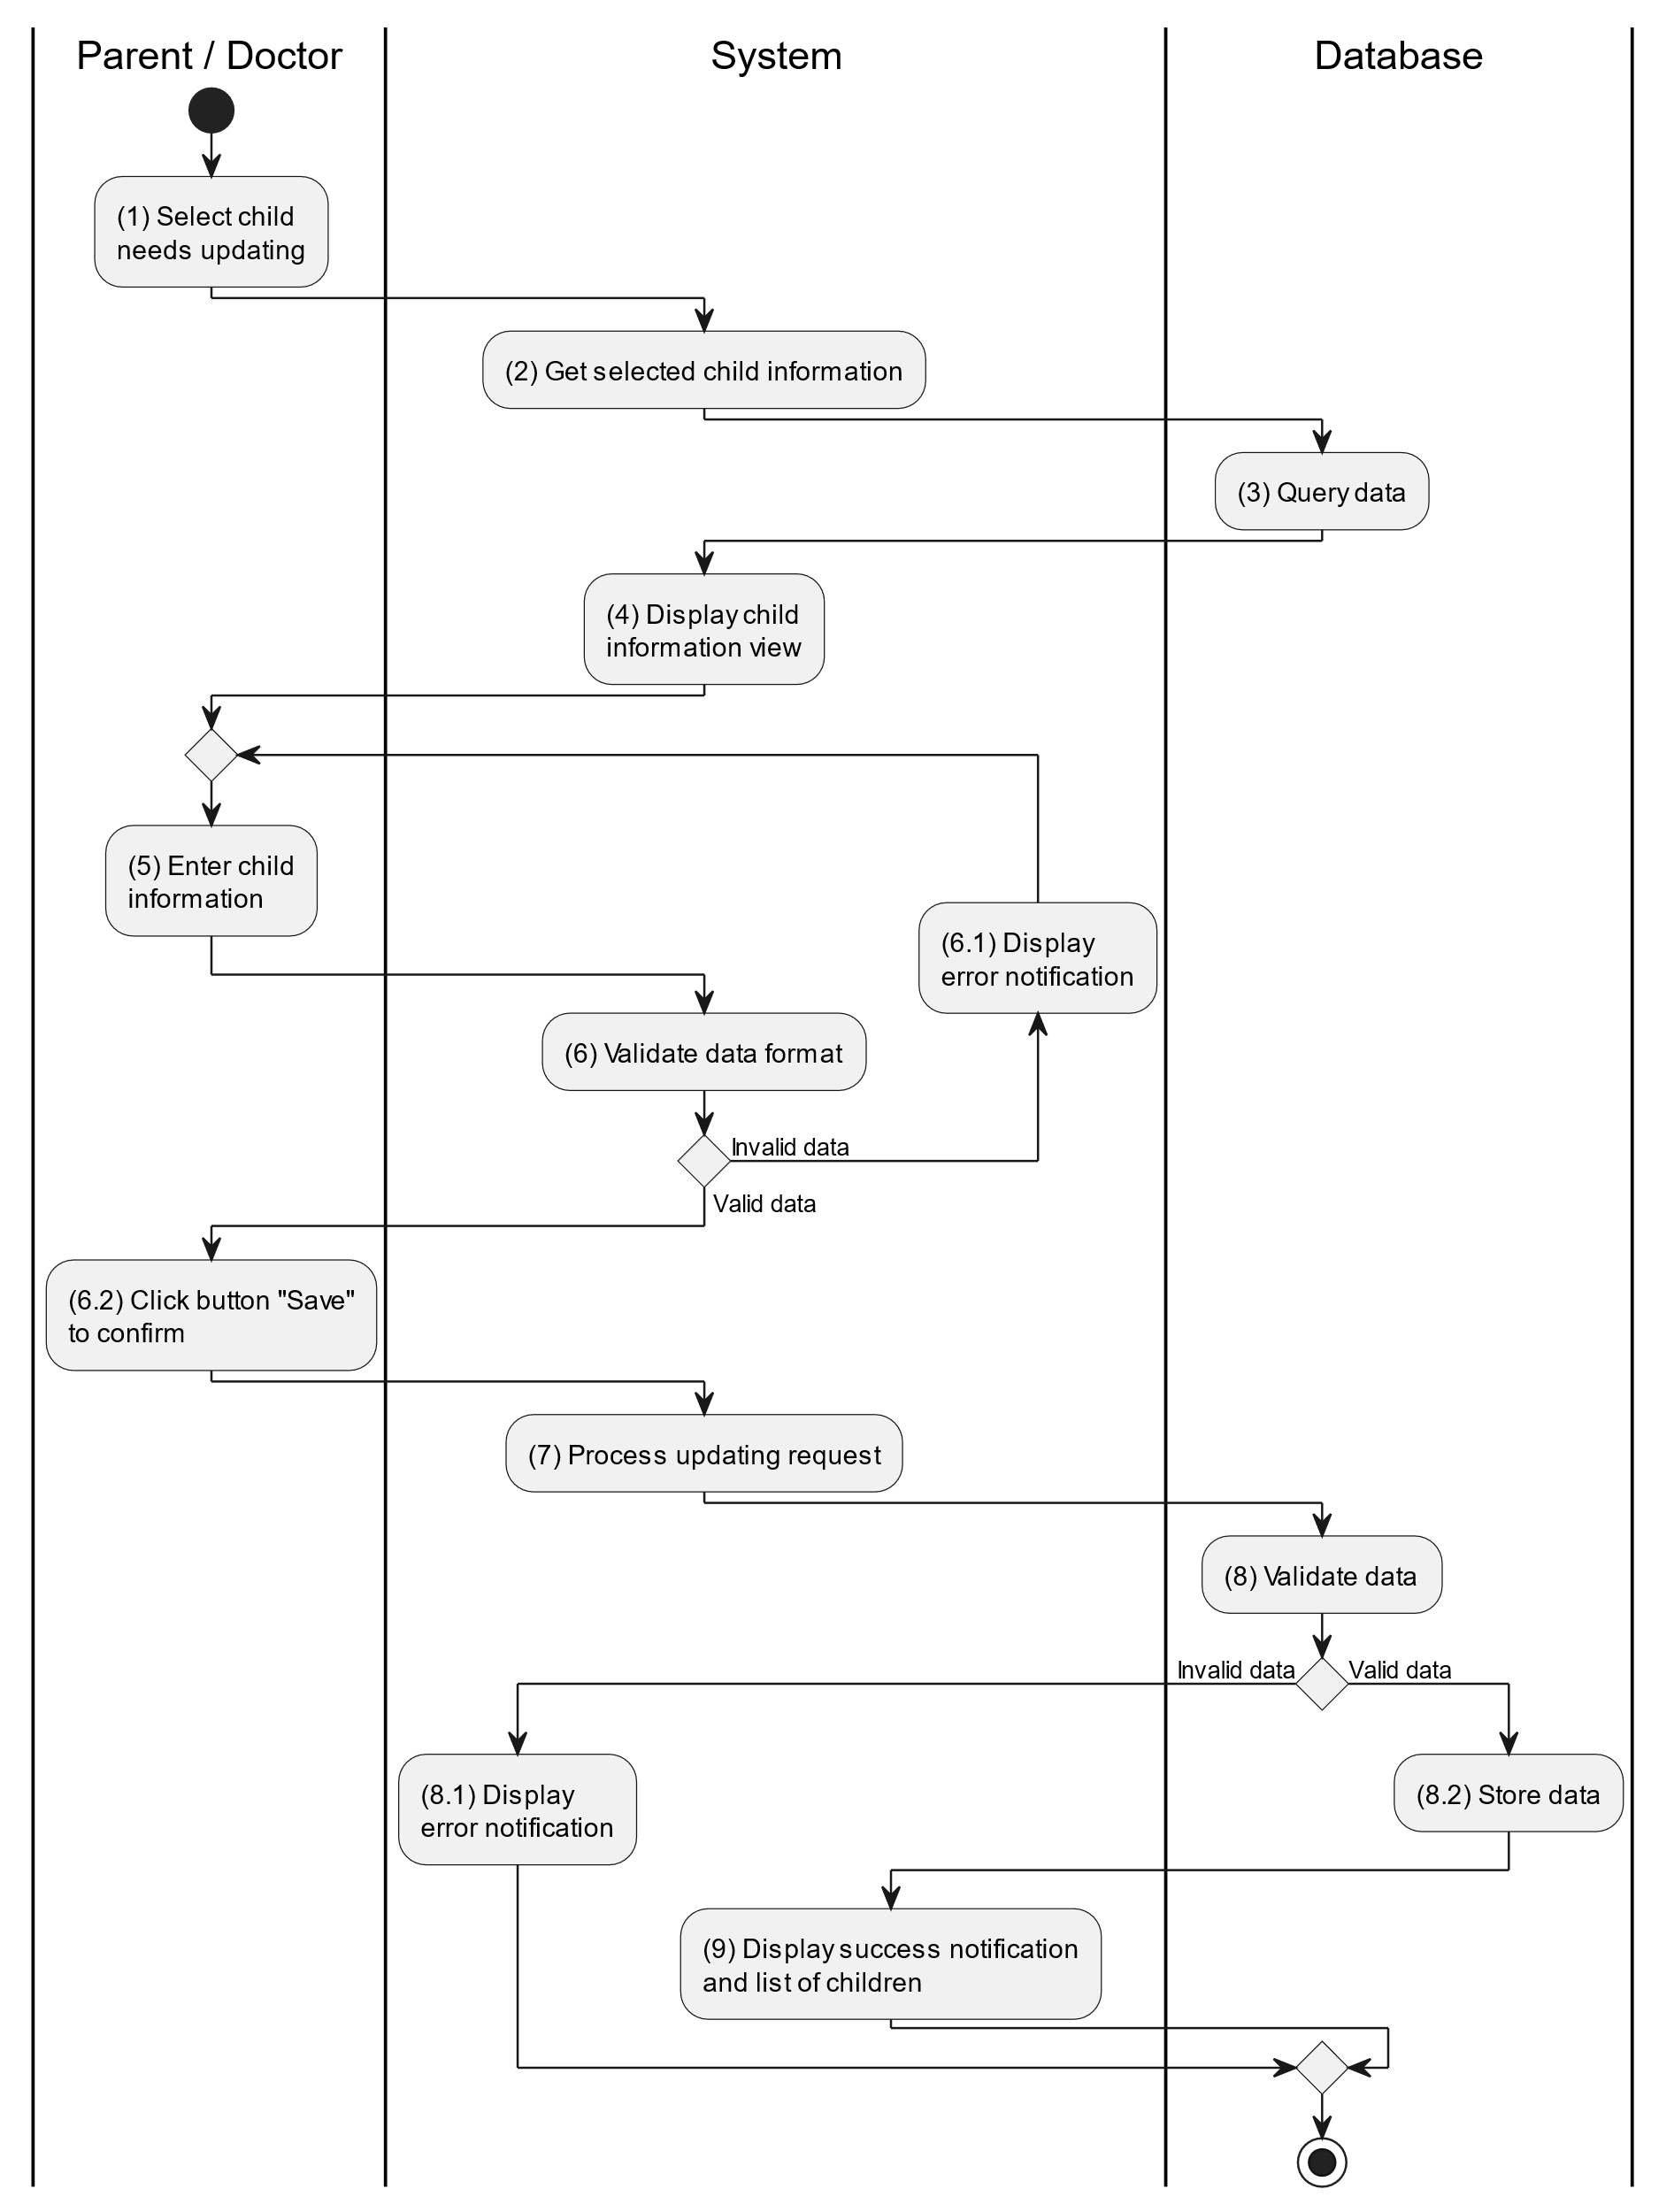 Parent / Doctor
System
Database
(1) Select child
needs updating
(2) Get selected child information
(3) Query data
(4) Display child
information view
(5) Enter child
information
(6.1) Display
error notification
(6) Validate data format
Invalid data
Valid data
(6.2) Click button "Save"
to confirm
(7) Process updating request
(8) Validate data
Invalid data
Valid data
(8.1) Display
error notification
(8.2) Store data
(9) Display success notification
and list of children